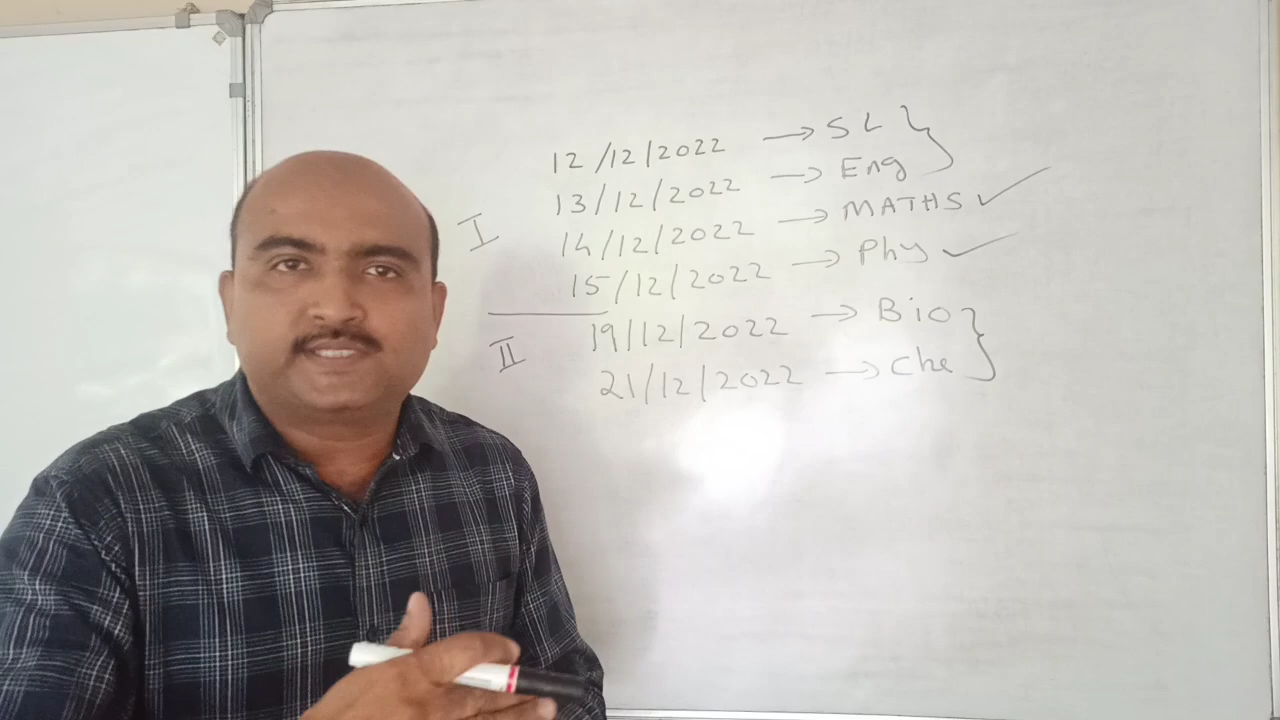 12/12/2022 → SL
13/12/2022 → Eng
I
14/12/2022 → MATHS ✓
15/12/2022 → Phy ✓
19/12/2022 → Bio
II
21/12/2022 → Che